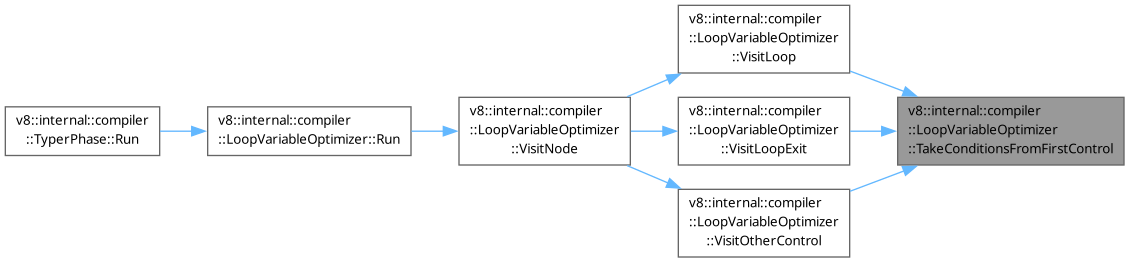 v8::internal::compiler
::TyperPhase::Run
v8::internal::compiler
::LoopVariableOptimizer::Run
v8::internal::compiler
::LoopVariableOptimizer
::VisitNode
v8::internal::compiler
::LoopVariableOptimizer
::VisitLoop
v8::internal::compiler
::LoopVariableOptimizer
::VisitLoopExit
v8::internal::compiler
::LoopVariableOptimizer
::VisitOtherControl
v8::internal::compiler
::LoopVariableOptimizer
::TakeConditionsFromFirstControl